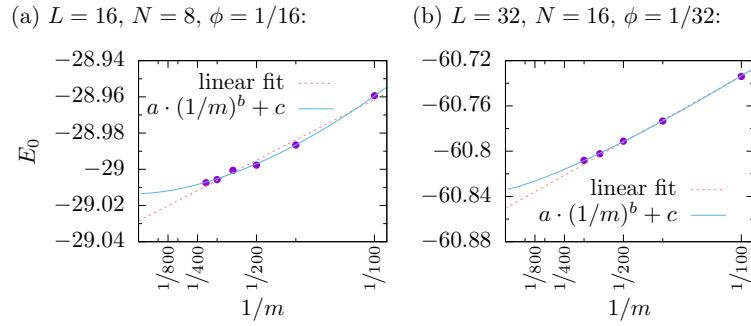 (a) L = 16, N = 8, ϕ = 1/16:
−28.94
−28.96
−28.98
−29
−29.02
−29.04
E₀
linear fit
a · (1/m)ᵇ + c
1/800
1/400
1/200
1/100
1/m
(b) L = 32, N = 16, ϕ = 1/32:
−60.72
−60.76
−60.8
−60.84
−60.88
linear fit
a · (1/m)ᵇ + c
1/800
1/400
1/200
1/100
1/m